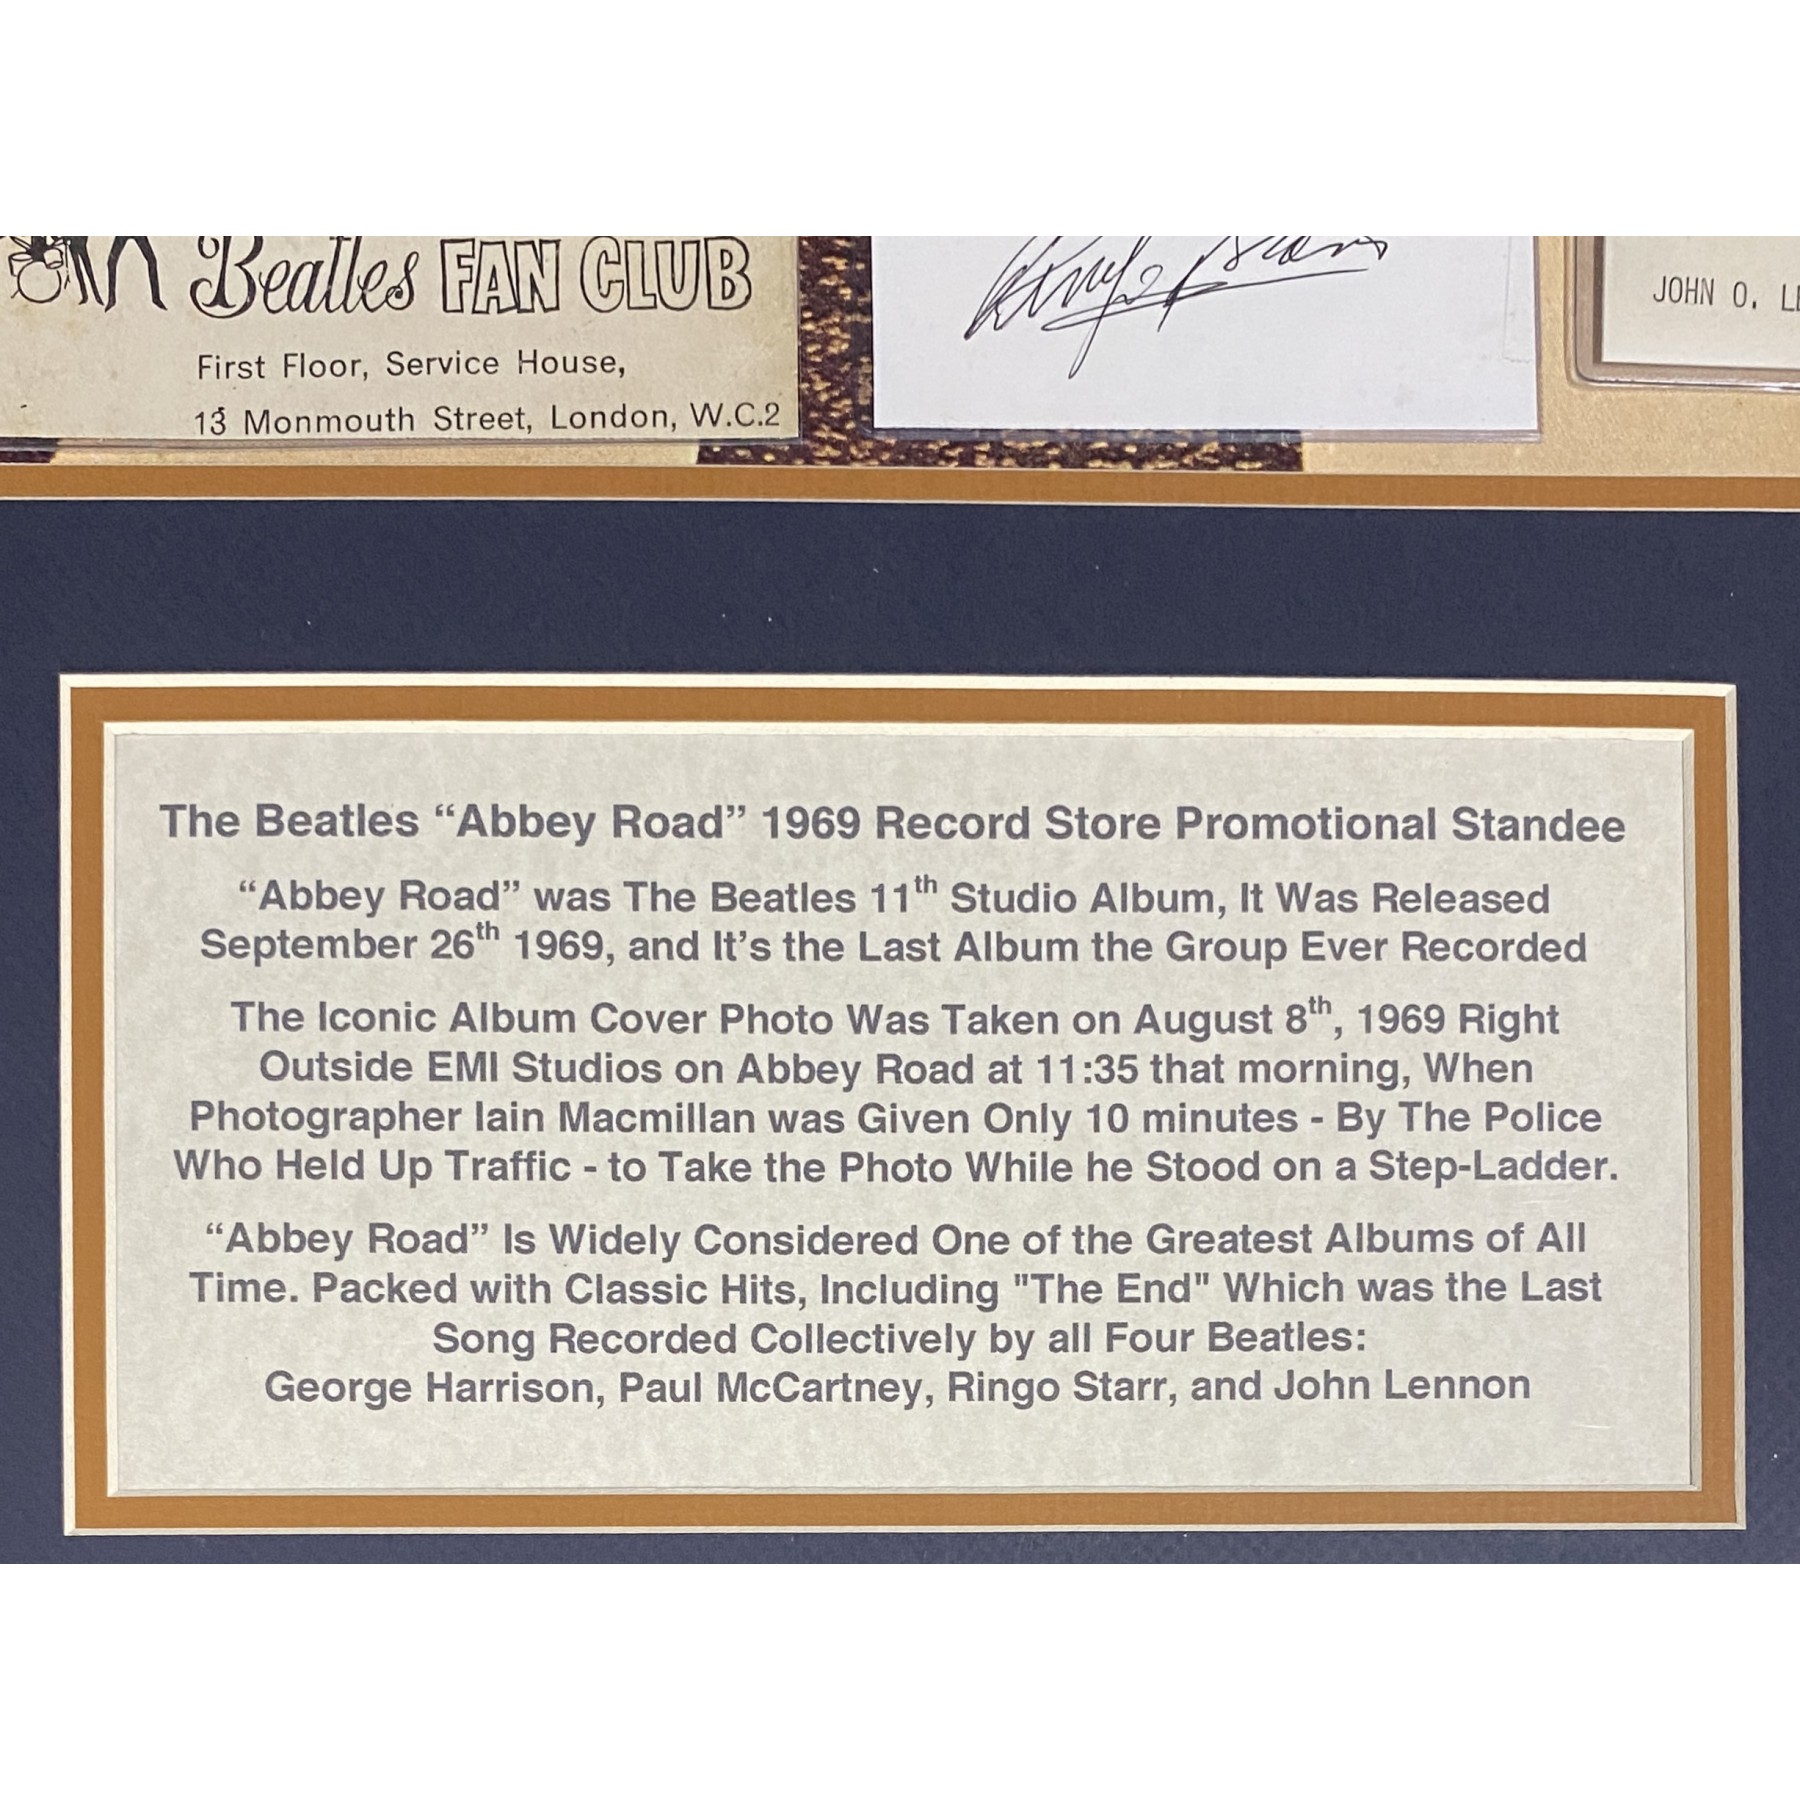 Beatles FAN CLUB
First Floor, Service House,
13 Monmouth Street, London, W.C.2
Ringo Starr
JOHN O. LE
The Beatles “Abbey Road” 1969 Record Store Promotional Standee
“Abbey Road” was The Beatles 11th Studio Album, It Was Released
September 26th 1969, and It’s the Last Album the Group Ever Recorded
The Iconic Album Cover Photo Was Taken on August 8th, 1969 Right
Outside EMI Studios on Abbey Road at 11:35 that morning, When
Photographer Iain Macmillan was Given Only 10 minutes - By The Police
Who Held Up Traffic - to Take the Photo While he Stood on a Step-Ladder.
“Abbey Road” Is Widely Considered One of the Greatest Albums of All
Time. Packed with Classic Hits, Including "The End" Which was the Last
Song Recorded Collectively by all Four Beatles:
George Harrison, Paul McCartney, Ringo Starr, and John Lennon